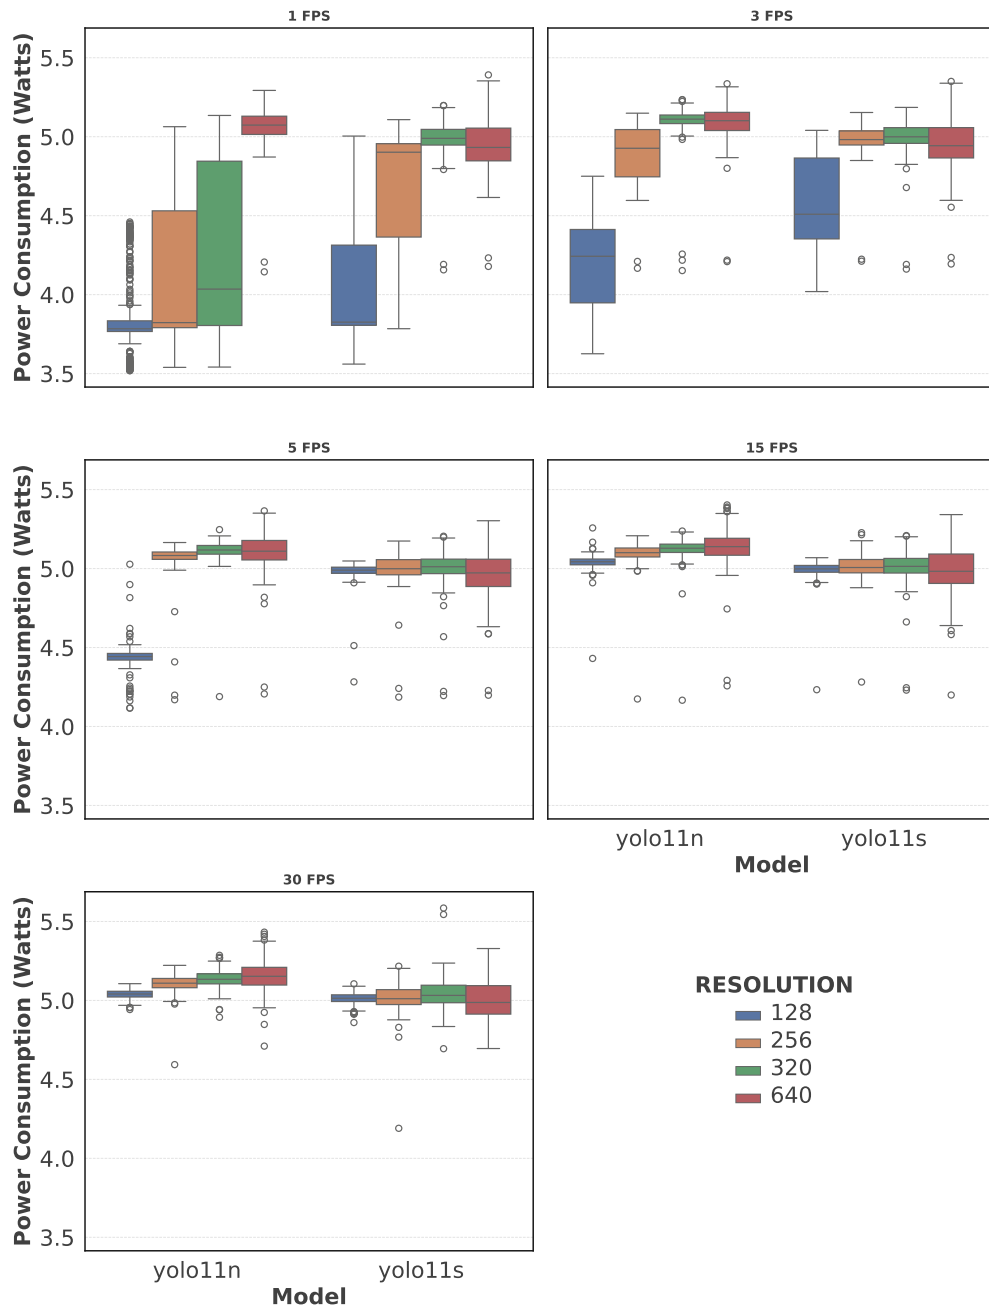 1 FPS
3 FPS
Power Consumption (Watts)
5.5
5.0
4.5
4.0
3.5
5 FPS
15 FPS
Power Consumption (Watts)
5.5
5.0
4.5
4.0
3.5
yolo11n
yolo11s
Model
30 FPS
Power Consumption (Watts)
5.5
5.0
4.5
4.0
3.5
yolo11n
yolo11s
Model
RESOLUTION
128
256
320
640